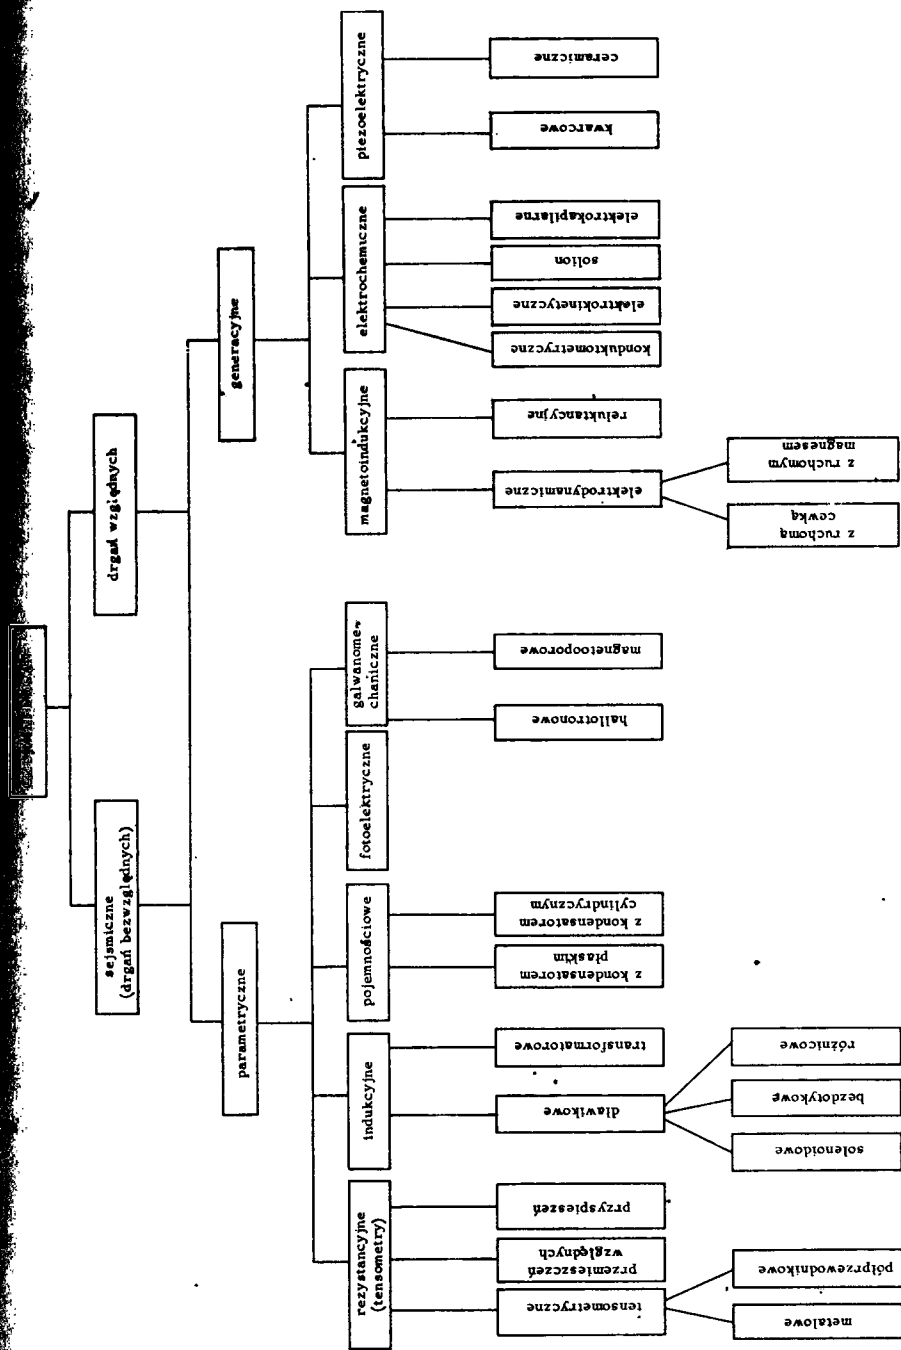 sejsmiczne
(drgań bezwzględnych)
drgań względnych
parametryczne
generacyjne
rezystancyjne
(tensometry)
indukcyjne
pojemnościowe
fotoelektryczne
galwanome-
chaniczne
magnetoindukcyjne
elektrochemiczne
piezoelektryczne
tensometryczne
przemieszczeń
względnych
przyspieszeń
dławikowe
transformatorowe
z kondensatorem
płaskim
z kondensatorem
cylindrycznym
hallotronowe
magnetooporowe
elektrodynamiczne
reluktancyjne
konduktometryczne
elektrokinetyczne
solion
elektrokapilarne
kwarcowe
ceramiczne
metalowe
półprzewodnikowe
solenoidowe
bezdotykowe
różnicowe
z ruchomą
cewką
z ruchomym
magnesem